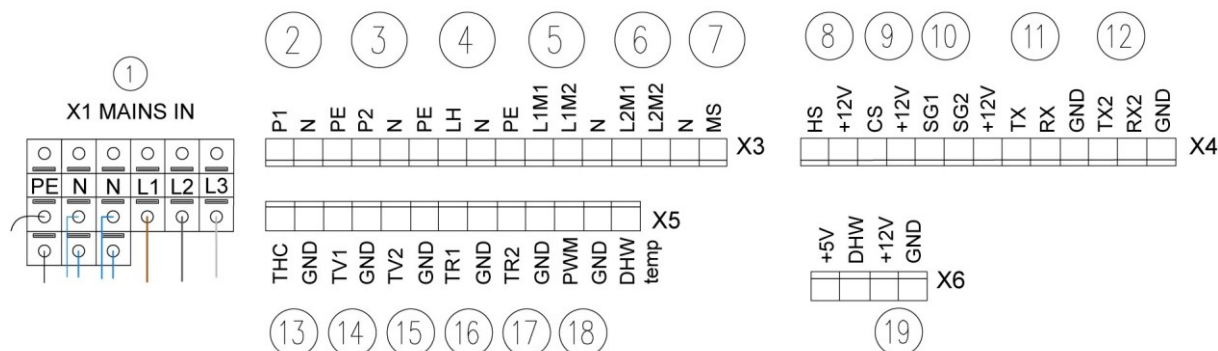 ① 
X1 MAINS IN
PE N N L1 L2 L3
② ③ ④ ⑤ ⑥ ⑦
P1 N PE P2 N PE LH N PE L1M1 L1M2 N L2M1 L2M2 N MS
X3
⑧ ⑨ ⑩ ⑪ ⑫
HS +12V CS +12V SG1 SG2 +12V TX RX GND TX2 RX2 GND
X4
X5
THC GND TV1 GND TV2 GND TR1 GND TR2 GND PWM GND DHW temp
⑬ ⑭ ⑮ ⑯ ⑰ ⑱
+5V DHW +12V GND
X6
⑲